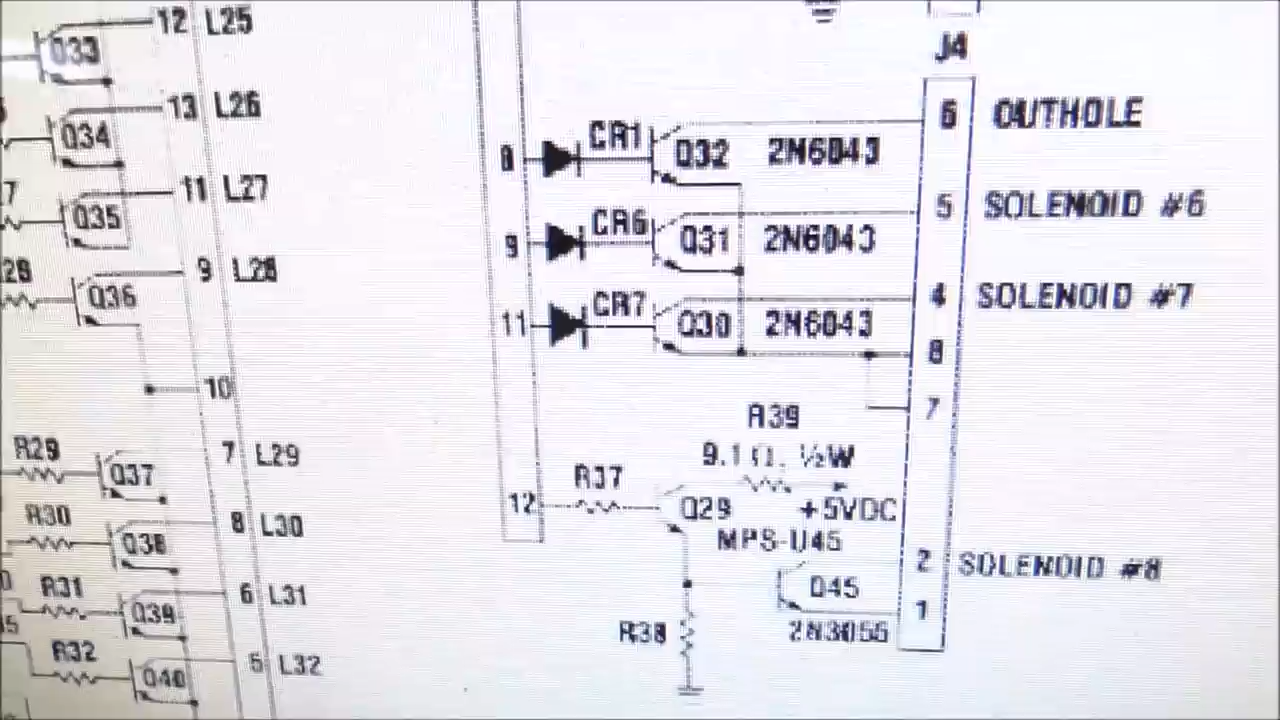 12 L25
Q33
13 L26
Q34
7
11 L27
Q35
28
9 L28
Q36
10
R29
7 L29
Q37
R30
8 L30
Q38
R31
6 L31
Q39
R32
5 L32
Q40
J4
8
CR1
Q32
2N6043
6
OUTHOLE
9
CR6
Q31
2N6043
5
SOLENOID #6
11
CR7
Q30
2N6043
4
SOLENOID #7
8
7
R39
9.1 Ω. ½W
12
R37
Q29
+5VDC
MPS-U45
2
SOLENOID #8
Q45
1
2N3055
R38